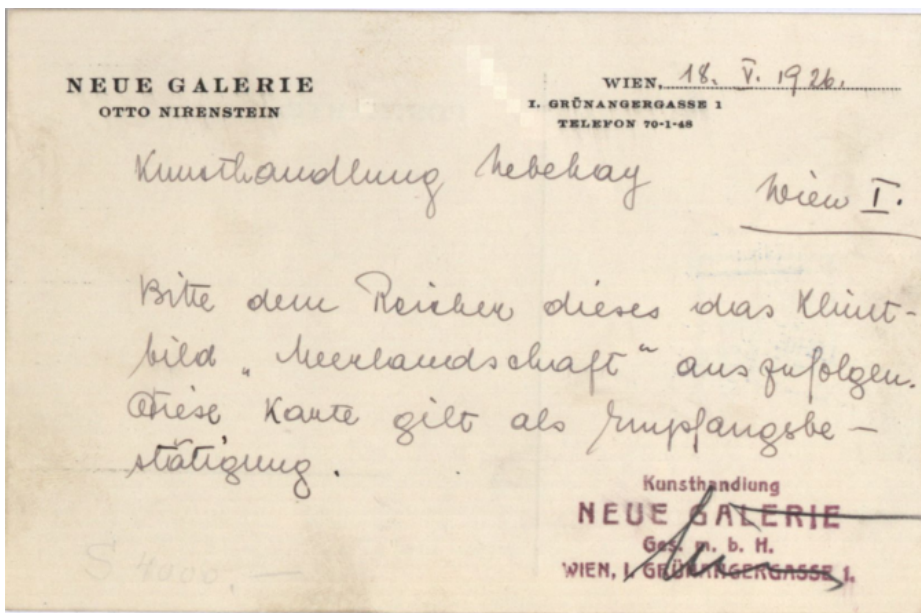 NEUE GALERIE
OTTO NIRENSTEIN
WIEN, 18. V. 1926.
I. GRÜNANGERGASSE 1
TELEFON 70-1-48
Kunsthandlung Nebehay
Wien I.
Bitte dem Reicher dieses das Klimt-
bild „Meerlandschaft“ auszufolgen.
Diese Karte gilt als Empfangsbe-
stätigung.
Kunsthandlung
NEUE GALERIE
Ges. m. b. H.
WIEN, I. GRÜNANGERGASSE 1.
S 4000.—